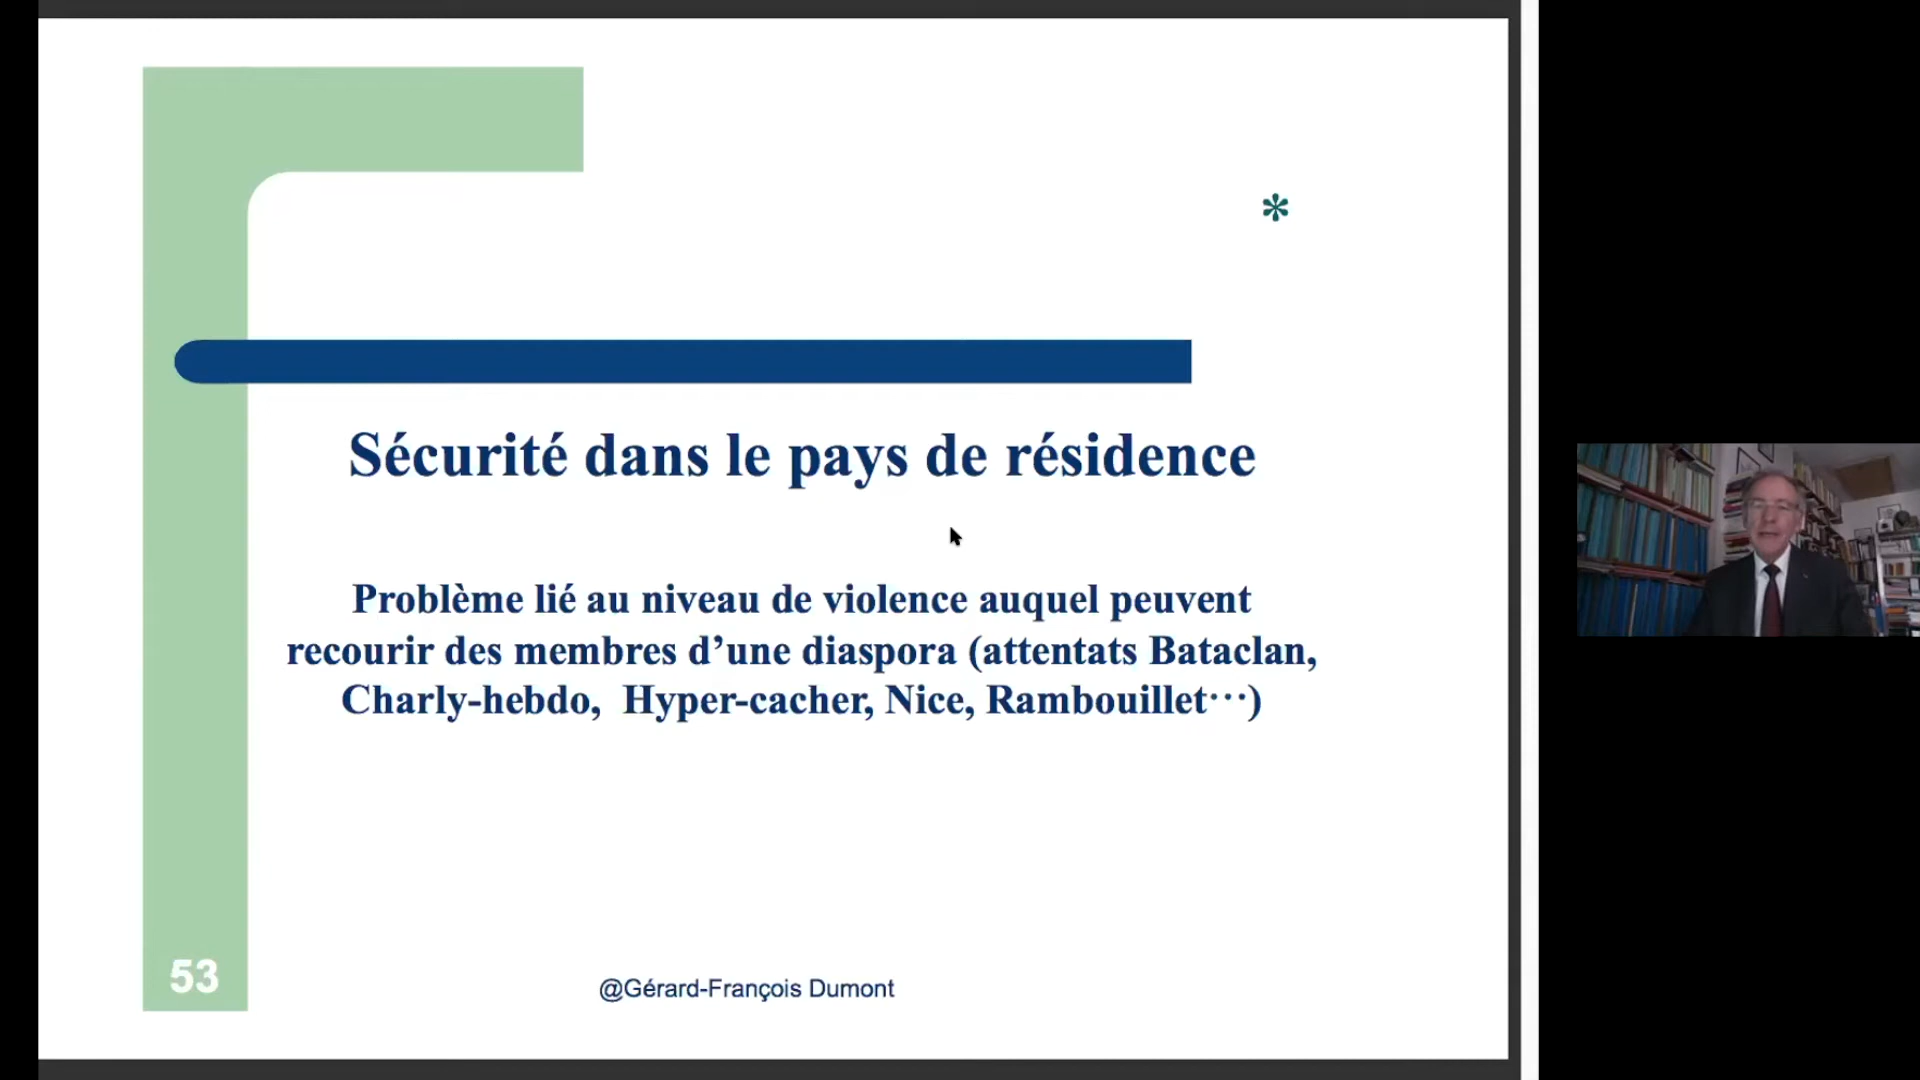 *
Sécurité dans le pays de résidence
Problème lié au niveau de violence auquel peuvent
recourir des membres d’une diaspora (attentats Bataclan,
Charly-hebdo,  Hyper-cacher, Nice, Rambouillet···)
53
@Gérard-François Dumont